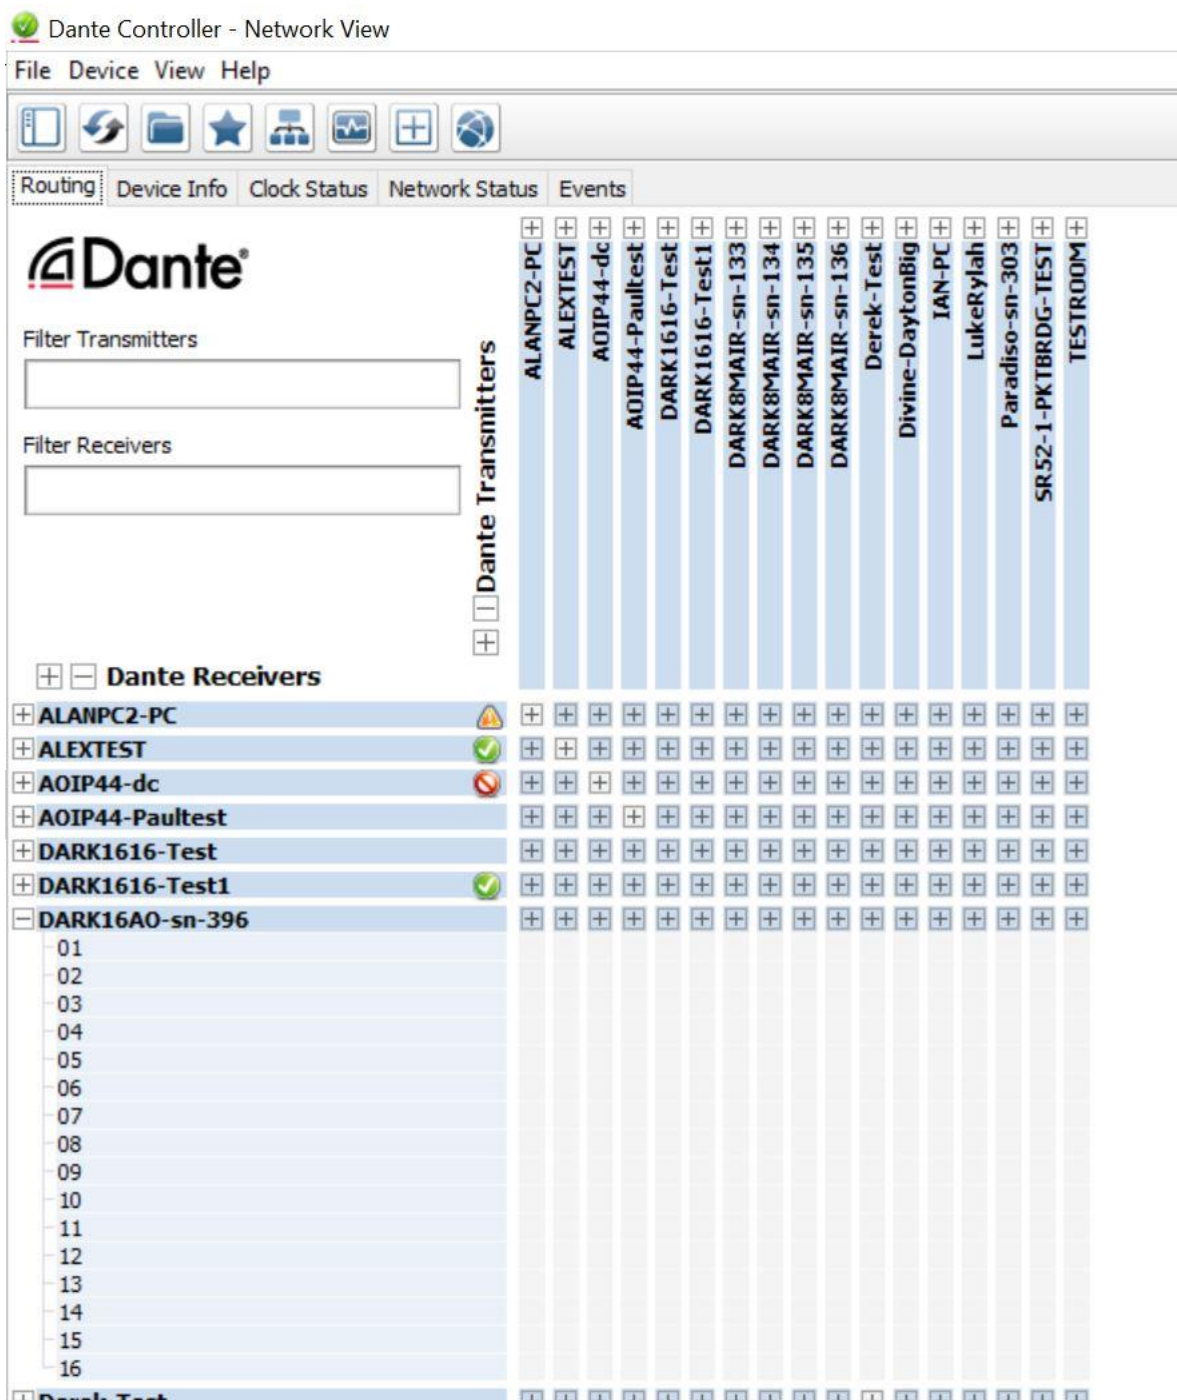 Dante Controller - Network View
File Device View Help
Routing Device Info Clock Status Network Status Events
Dante®
Filter Transmitters
Filter Receivers
Dante Transmitters
ALANPC2-PC
ALEXTEST
AOIP44-dc
AOIP44-Paultest
DARK1616-Test
DARK1616-Test1
DARK8MAIR-sn-133
DARK8MAIR-sn-134
DARK8MAIR-sn-135
DARK8MAIR-sn-136
Derek-Test
Divine-DaytonBig
IAN-PC
LukeRylah
Paradiso-sn-303
SR52-1-PKTBRDG-TEST
TESTROOM
Dante Receivers
ALANPC2-PC
ALEXTEST
AOIP44-dc
AOIP44-Paultest
DARK1616-Test
DARK1616-Test1
DARK16AO-sn-396
01
02
03
04
05
06
07
08
09
10
11
12
13
14
15
16
Derek-Test